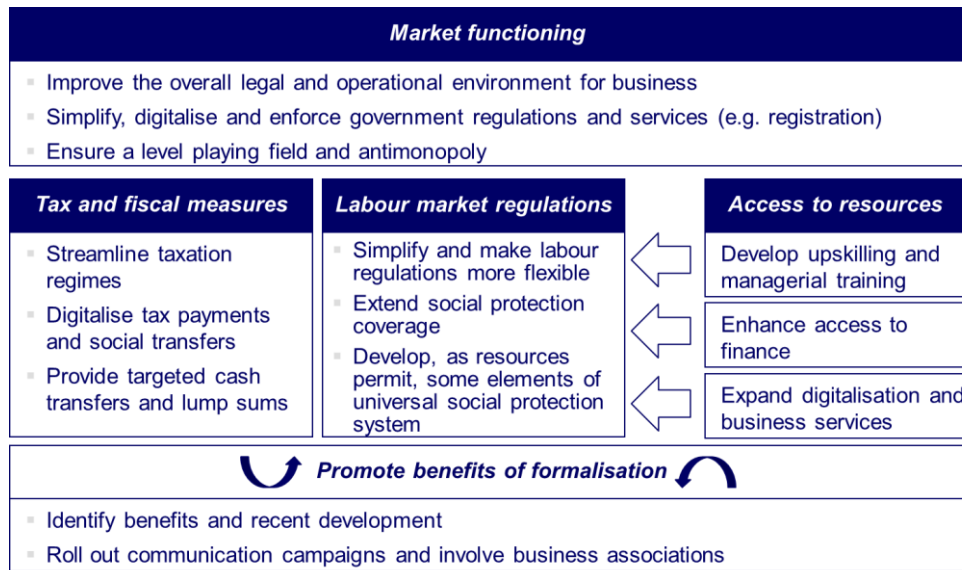 Market functioning
Improve the overall legal and operational environment for business
Simplify, digitalise and enforce government regulations and services (e.g. registration)
Ensure a level playing field and antimonopoly
Tax and fiscal measures
Streamline taxation
regimes
Digitalise tax payments
and social transfers
Provide targeted cash
transfers and lump sums
Labour market regulations
Simplify and make labour
regulations more flexible
Extend social protection
coverage
Develop, as resources
permit, some elements of
universal social protection
system
Access to resources
Develop upskilling and
managerial training
Enhance access to
finance
Expand digitalisation and
business services
Promote benefits of formalisation
Identify benefits and recent development
Roll out communication campaigns and involve business associations